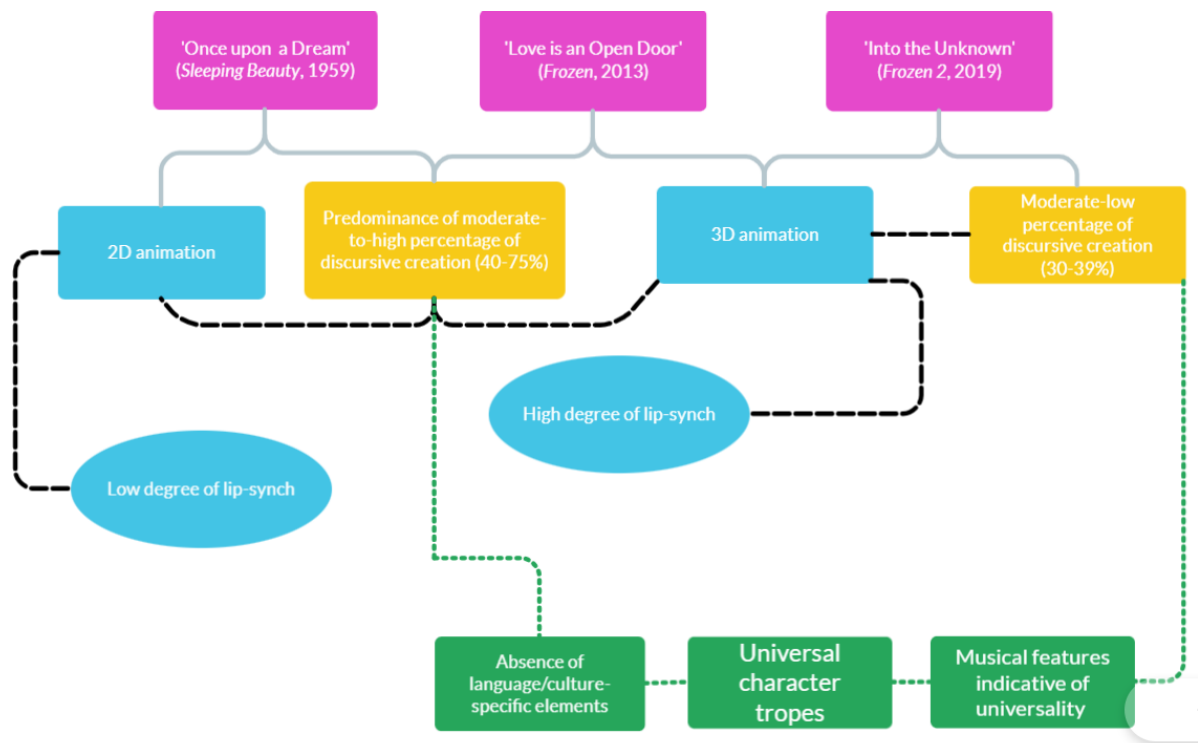 'Once upon a Dream'
(Sleeping Beauty, 1959)
'Love is an Open Door'
(Frozen, 2013)
'Into the Unknown'
(Frozen 2, 2019)
2D animation
Predominance of moderate-
to-high percentage of
discursive creation (40-75%)
3D animation
Moderate-low
percentage of
discursive creation
(30-39%)
High degree of lip-synch
Low degree of lip-synch
Absence of
language/culture-
specific elements
Universal
character
tropes
Musical features
indicative of
universality